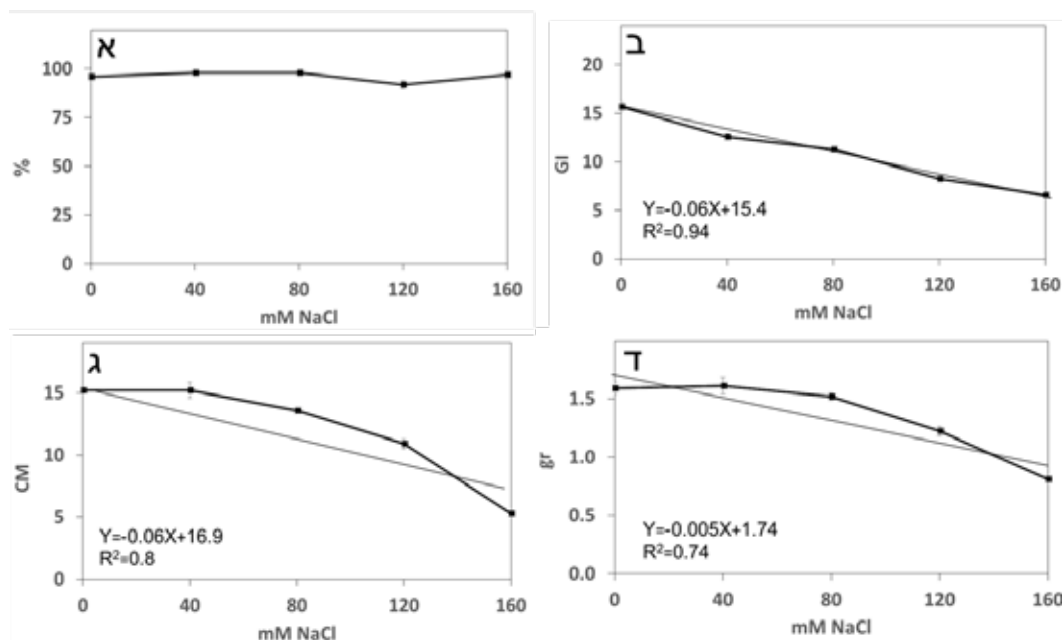 א
100
75
50
25
0
%
0 40 80 120 160
mM NaCl
ב
20
15
10
5
0
GI
Y=-0.06X+15.4
R²=0.94
0 40 80 120 160
mM NaCl
ג
15
10
5
0
CM
Y=-0.06X+16.9
R²=0.8
0 40 80 120 160
mM NaCl
ד
1.5
1.0
0.5
0.0
gr
Y=-0.005X+1.74
R²=0.74
0 40 80 120 160
mM NaCl